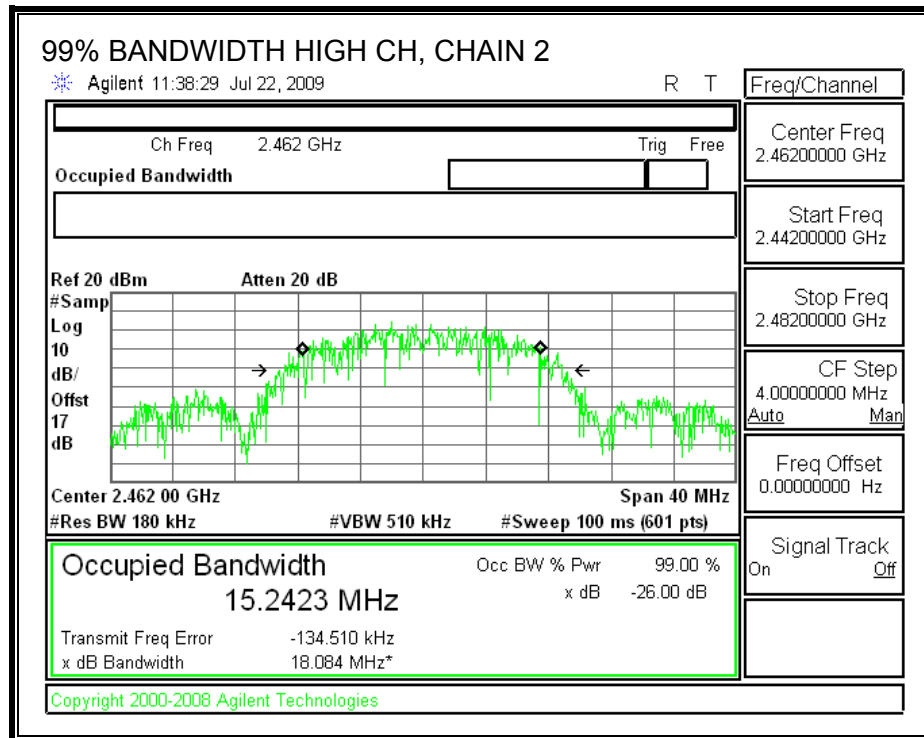 99% BANDWIDTH HIGH CH, CHAIN 2
Agilent 11:38:29 Jul 22, 2009 R T
Freq/Channel
Ch Freq 2.462 GHz Trig Free
Occupied Bandwidth
Center Freq
2.46200000 GHz
Start Freq
2.44200000 GHz
Stop Freq
2.48200000 GHz
CF Step
4.00000000 MHz
Auto Man
Freq Offset
0.00000000 Hz
Signal Track
On Off
Ref 20 dBm Atten 20 dB
#Samp
Log
10
dB/
Offst
17
dB
Center 2.462 00 GHz Span 40 MHz
#Res BW 180 kHz #VBW 510 kHz #Sweep 100 ms (601 pts)
Occupied Bandwidth Occ BW % Pwr 99.00 %
15.2423 MHz x dB -26.00 dB
Transmit Freq Error -134.510 kHz
x dB Bandwidth 18.084 MHz*
Copyright 2000-2008 Agilent Technologies